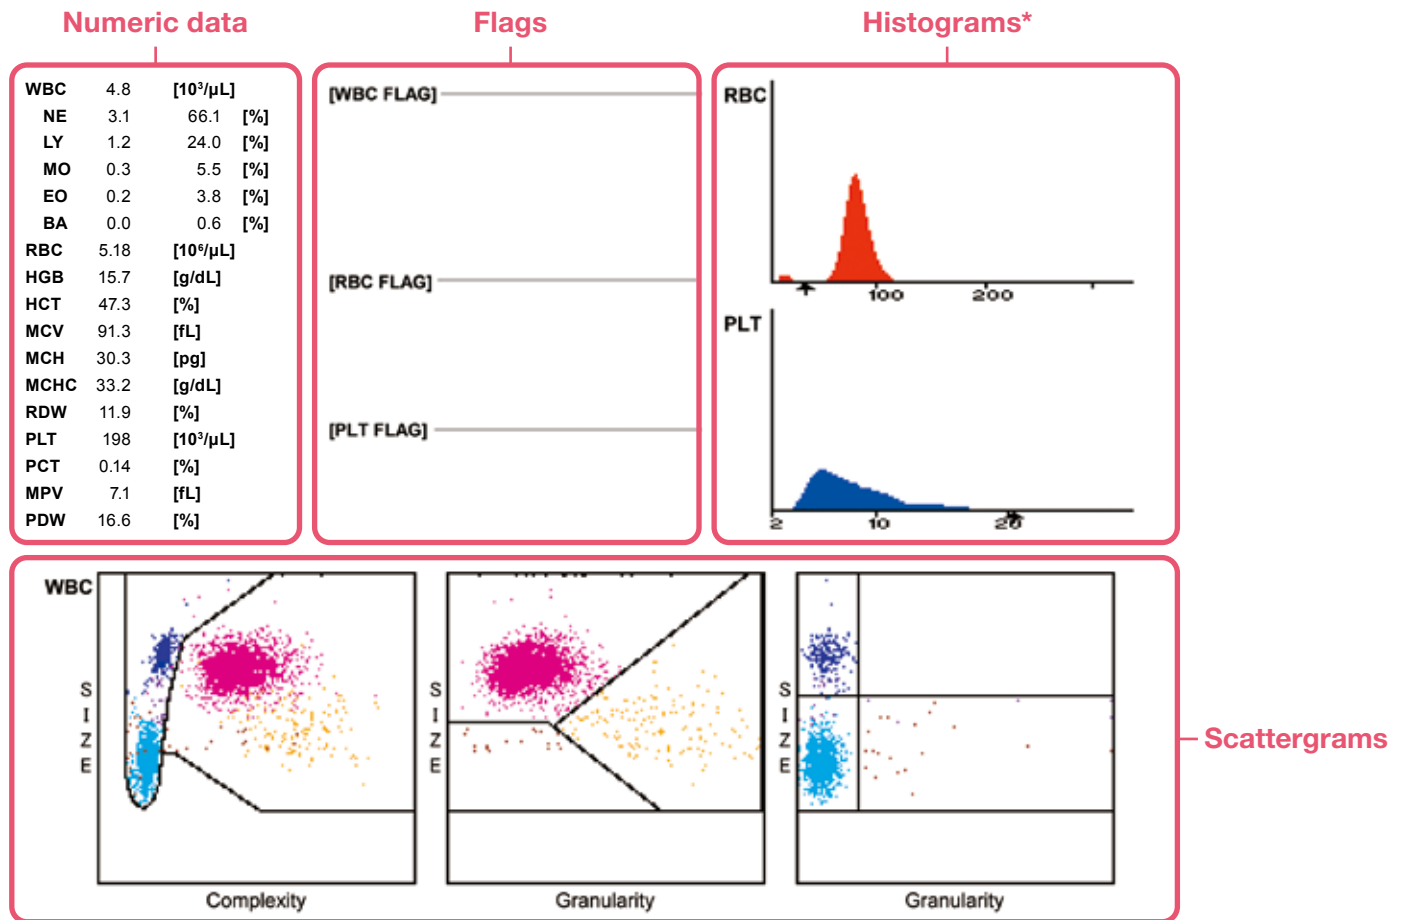 Numeric data
Flags
Histograms*
WBC 4.8 [10³/µL]
NE 3.1 66.1 [%]
LY 1.2 24.0 [%]
MO 0.3 5.5 [%]
EO 0.2 3.8 [%]
BA 0.0 0.6 [%]
RBC 5.18 [10⁶/µL]
HGB 15.7 [g/dL]
HCT 47.3 [%]
MCV 91.3 [fL]
MCH 30.3 [pg]
MCHC 33.2 [g/dL]
RDW 11.9 [%]
PLT 198 [10³/µL]
PCT 0.14 [%]
MPV 7.1 [fL]
PDW 16.6 [%]
[WBC FLAG]
[RBC FLAG]
[PLT FLAG]
RBC
100 200
PLT
2 10 20
WBC
SIZE
Complexity
SIZE
Granularity
SIZE
Granularity
Scattergrams